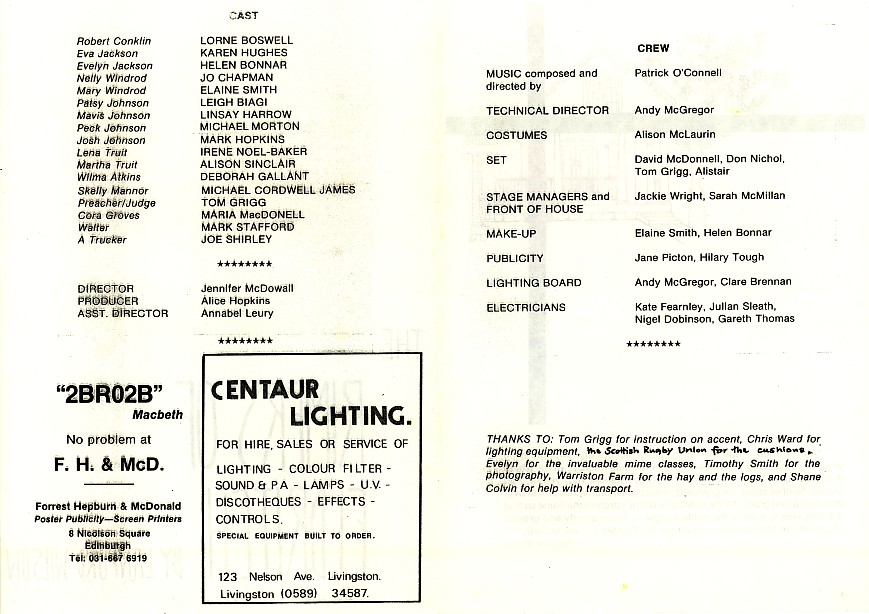 CAST
Robert Conklin LORNE BOSWELL
Eva Jackson KAREN HUGHES
Evelyn Jackson HELEN BONNAR
Nelly Windrod JO CHAPMAN
Mary Windrod ELAINE SMITH
Patsy Johnson LEIGH BIAGI
Mavis Johnson LINSAY HARROW
Peck Johnson MICHAEL MORTON
Josh Johnson MARK HOPKINS
Lena Truit IRENE NOEL-BAKER
Martha Truit ALISON SINCLAIR
Wilma Atkins DEBORAH GALLANT
Skelly Mannor MICHAEL CORDWELL JAMES
Preacher/Judge TOM GRIGG
Cora Groves MARIA MacDONELL
Walter MARK STAFFORD
A Trucker JOE SHIRLEY
********
DIRECTOR Jennifer McDowall
PRODUCER Alice Hopkins
ASST. DIRECTOR Annabel Leury
********
"2BR02B"
Macbeth
No problem at
F. H. & McD.
Forrest Hepburn & McDonald
Poster Publicity—Screen Printers
8 Nicolson Square
Edinburgh
Tel: 031-667 6919
CENTAUR
LIGHTING.
FOR HIRE, SALES OR SERVICE OF
LIGHTING - COLOUR FILTER -
SOUND & PA - LAMPS - U.V. -
DISCOTHEQUES - EFFECTS -
CONTROLS.
SPECIAL EQUIPMENT BUILT TO ORDER.
123 Nelson Ave. Livingston.
Livingston (0589) 34587.
CREW
MUSIC composed and Patrick O'Connell
directed by
TECHNICAL DIRECTOR Andy McGregor
COSTUMES Alison McLaurin
SET David McDonnell, Don Nichol,
Tom Grigg, Alistair
STAGE MANAGERS and Jackie Wright, Sarah McMillan
FRONT OF HOUSE
MAKE-UP Elaine Smith, Helen Bonnar
PUBLICITY Jane Picton, Hilary Tough
LIGHTING BOARD Andy McGregor, Clare Brennan
ELECTRICIANS Kate Fearnley, Julian Sleath,
Nigel Dobinson, Gareth Thomas
********
THANKS TO: Tom Grigg for instruction on accent, Chris Ward for
lighting equipment, the Scottish Rugby Union for the cushions,
Evelyn for the invaluable mime classes, Timothy Smith for the
photography, Warriston Farm for the hay and the logs, and Shane
Colvin for help with transport.